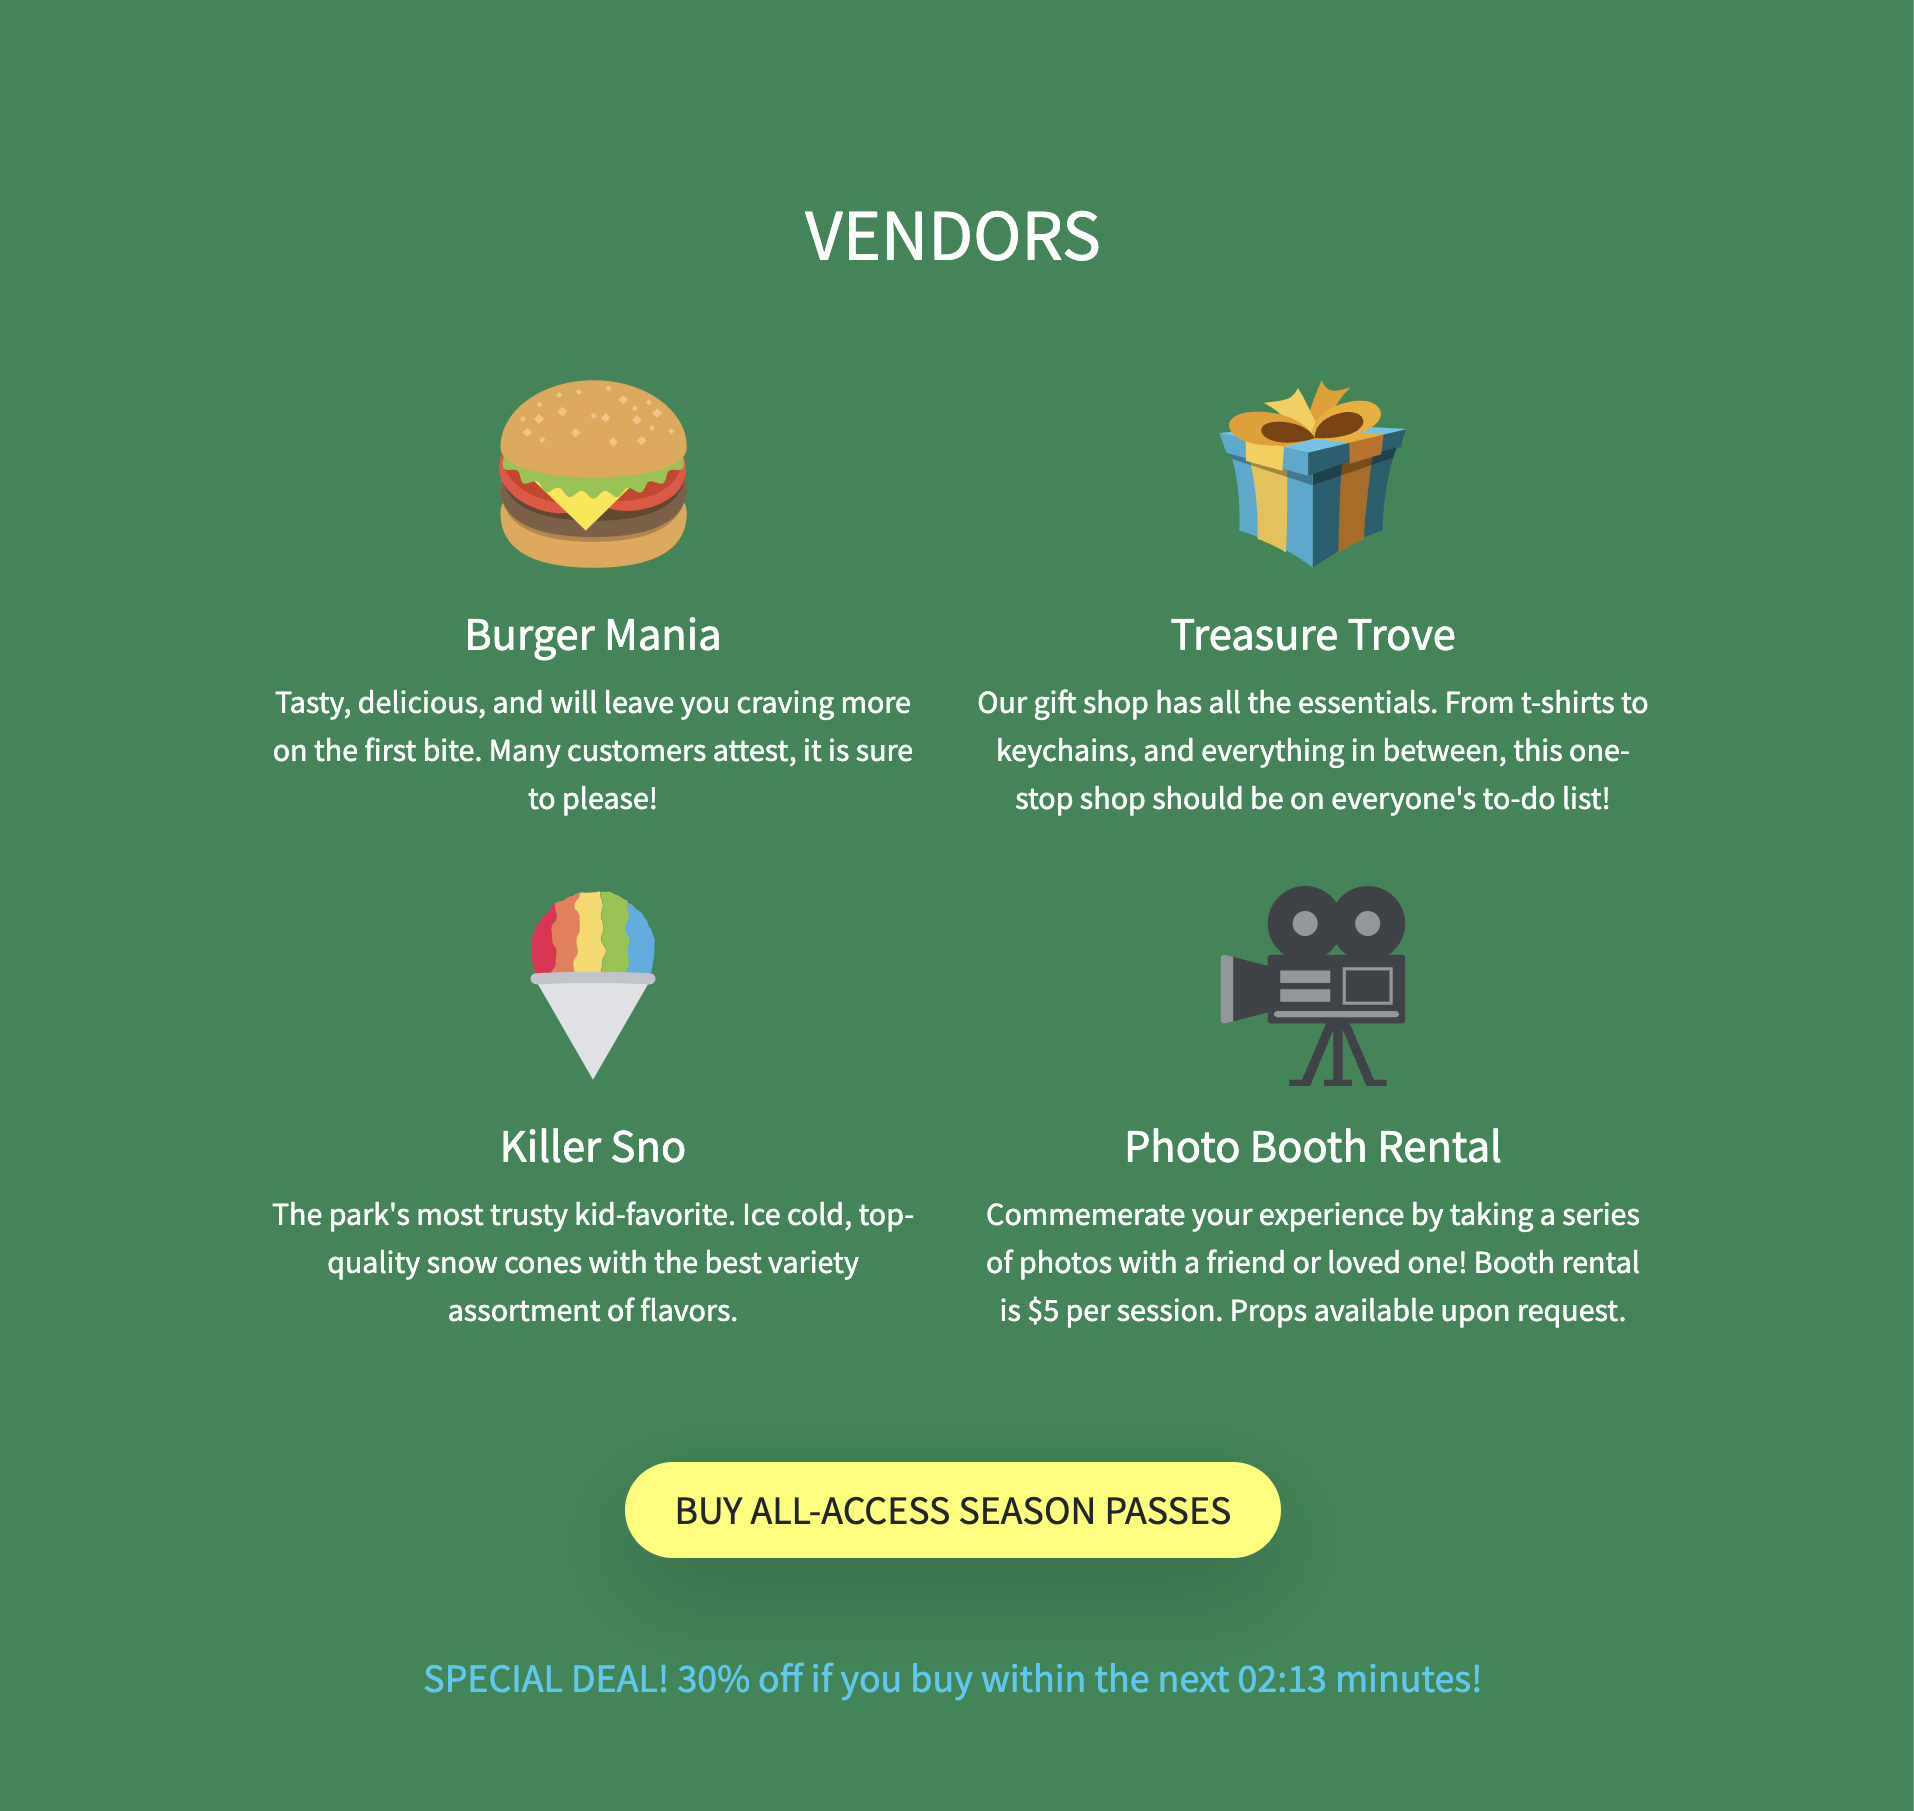 VENDORS
Burger Mania
Tasty, delicious, and will leave you craving more
on the first bite. Many customers attest, it is sure
to please!
Treasure Trove
Our gift shop has all the essentials. From t-shirts to
keychains, and everything in between, this one-
stop shop should be on everyone's to-do list!
Killer Sno
The park's most trusty kid-favorite. Ice cold, top-
quality snow cones with the best variety
assortment of flavors.
Photo Booth Rental
Commemerate your experience by taking a series
of photos with a friend or loved one! Booth rental
is $5 per session. Props available upon request.
BUY ALL-ACCESS SEASON PASSES
SPECIAL DEAL! 30% off if you buy within the next 02:13 minutes!